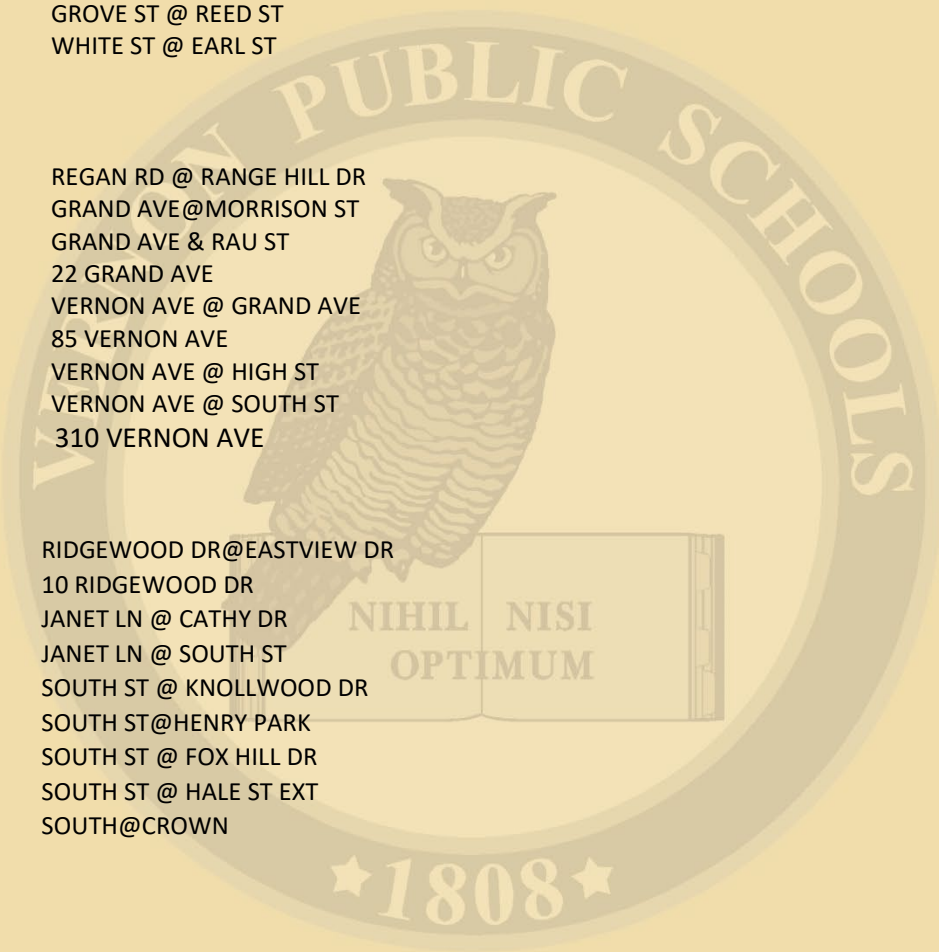 GROVE ST @ REED ST
WHITE ST @ EARL ST
REGAN RD @ RANGE HILL DR
GRAND AVE@MORRISON ST
GRAND AVE & RAU ST
22 GRAND AVE
VERNON AVE @ GRAND AVE
85 VERNON AVE
VERNON AVE @ HIGH ST
VERNON AVE @ SOUTH ST
310 VERNON AVE
RIDGEWOOD DR@EASTVIEW DR
10 RIDGEWOOD DR
JANET LN @ CATHY DR
JANET LN @ SOUTH ST
SOUTH ST @ KNOLLWOOD DR
SOUTH ST@HENRY PARK
SOUTH ST @ FOX HILL DR
SOUTH ST @ HALE ST EXT
SOUTH@CROWN
VERNON PUBLIC SCHOOLS
NIHIL NISI
OPTIMUM
1808